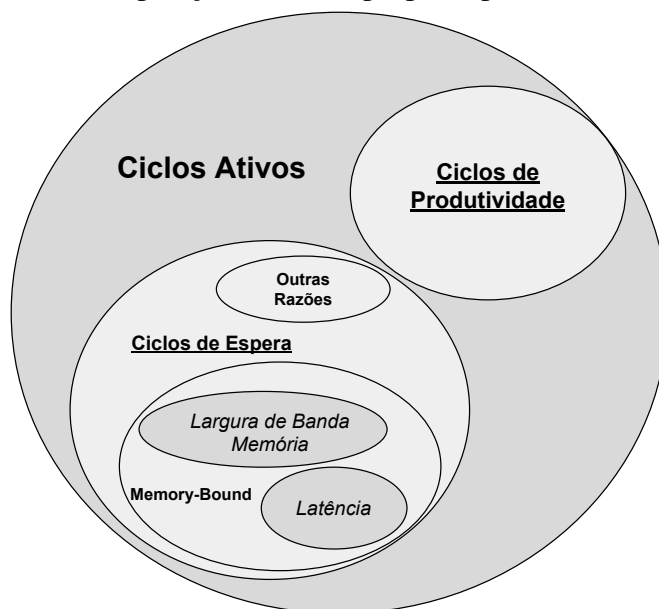 Ciclos Ativos
Ciclos de
Produtividade
Outras
Razões
Ciclos de Espera
Largura de Banda
Memória
Memory-Bound
Latência